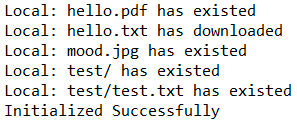 Local: hello.pdf has existed
Local: hello.txt has downloaded
Local: mood.jpg has existed
Local: test/ has existed
Local: test/test.txt has existed
Initialized Successfully